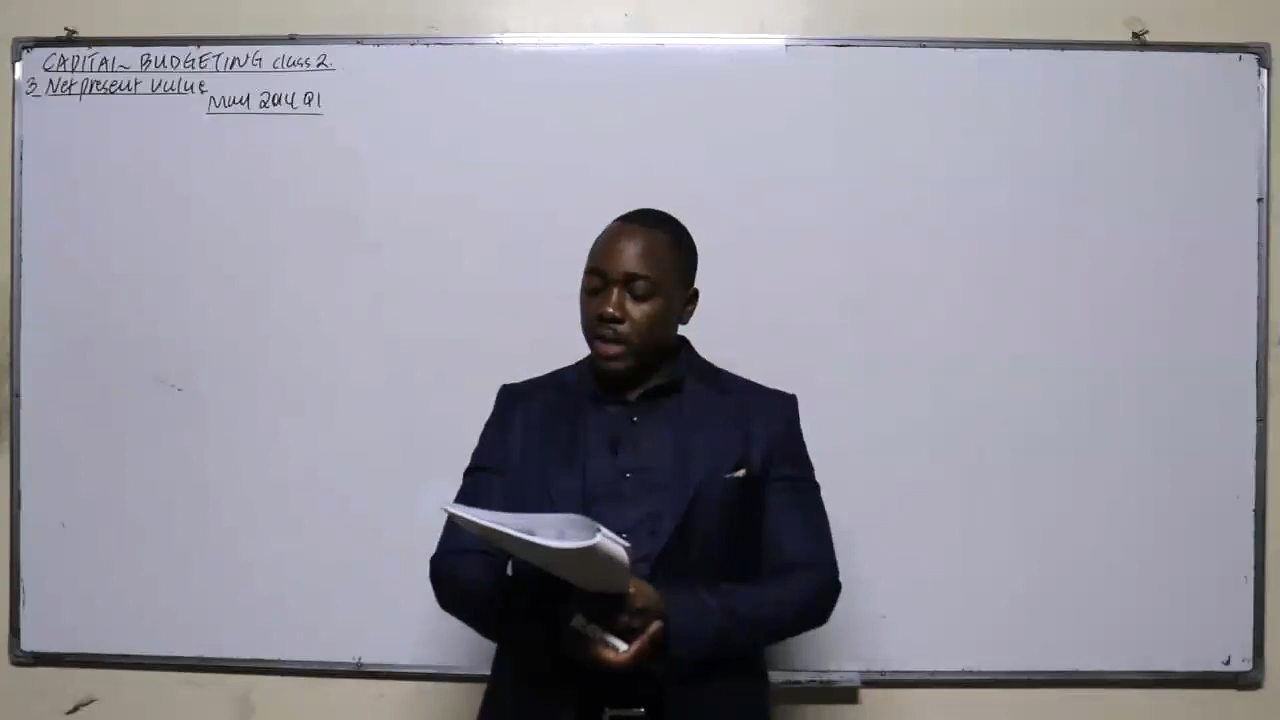 CAPITAL BUDGETING class 2.
3. Net present value
May 2014 Q1